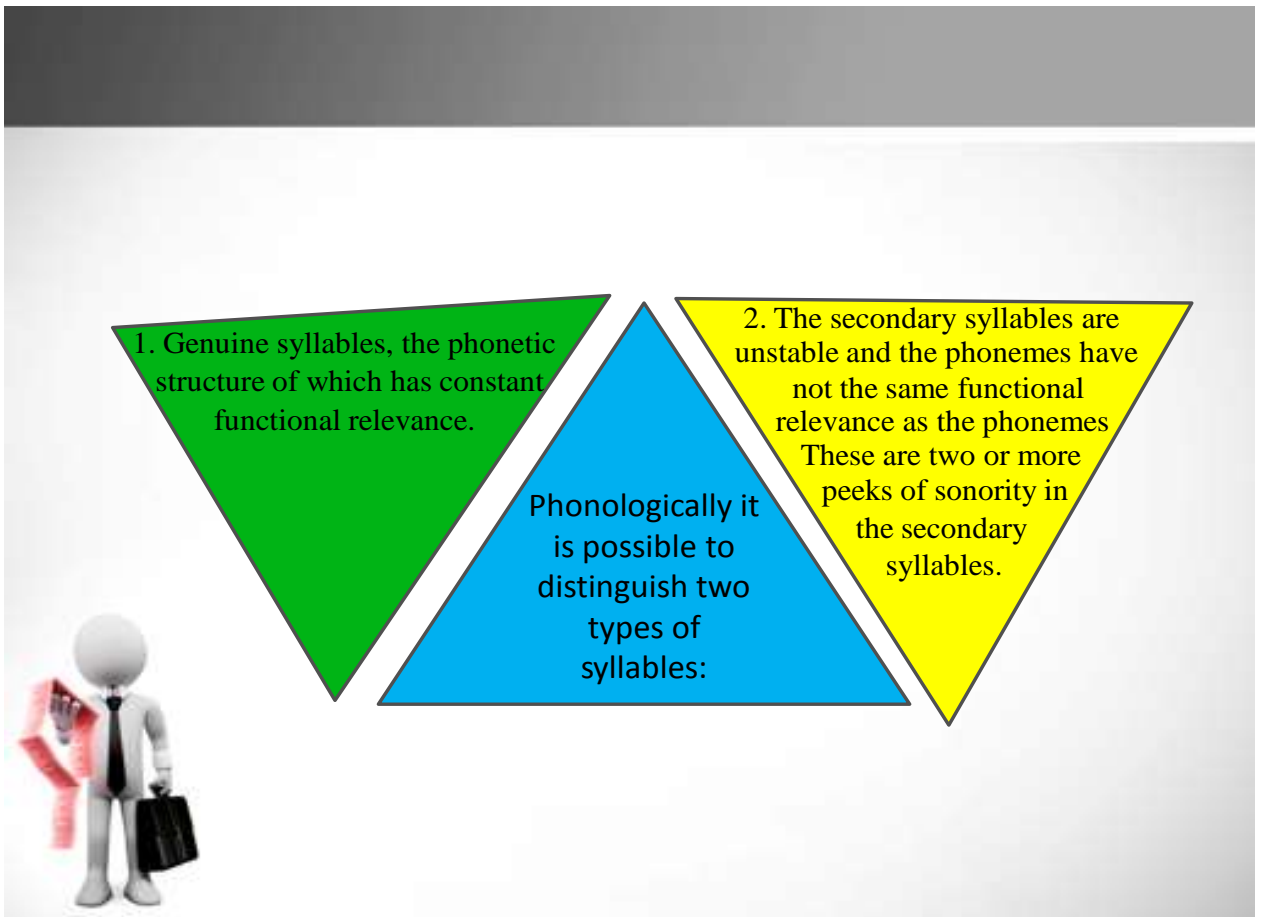 1. Genuine syllables, the phonetic
structure of which has constant
functional relevance.
Phonologically it
is possible to
distinguish two
types of
syllables:
2. The secondary syllables are
unstable and the phonemes have
not the same functional
relevance as the phonemes
These are two or more
peeks of sonority in
the secondary
syllables.